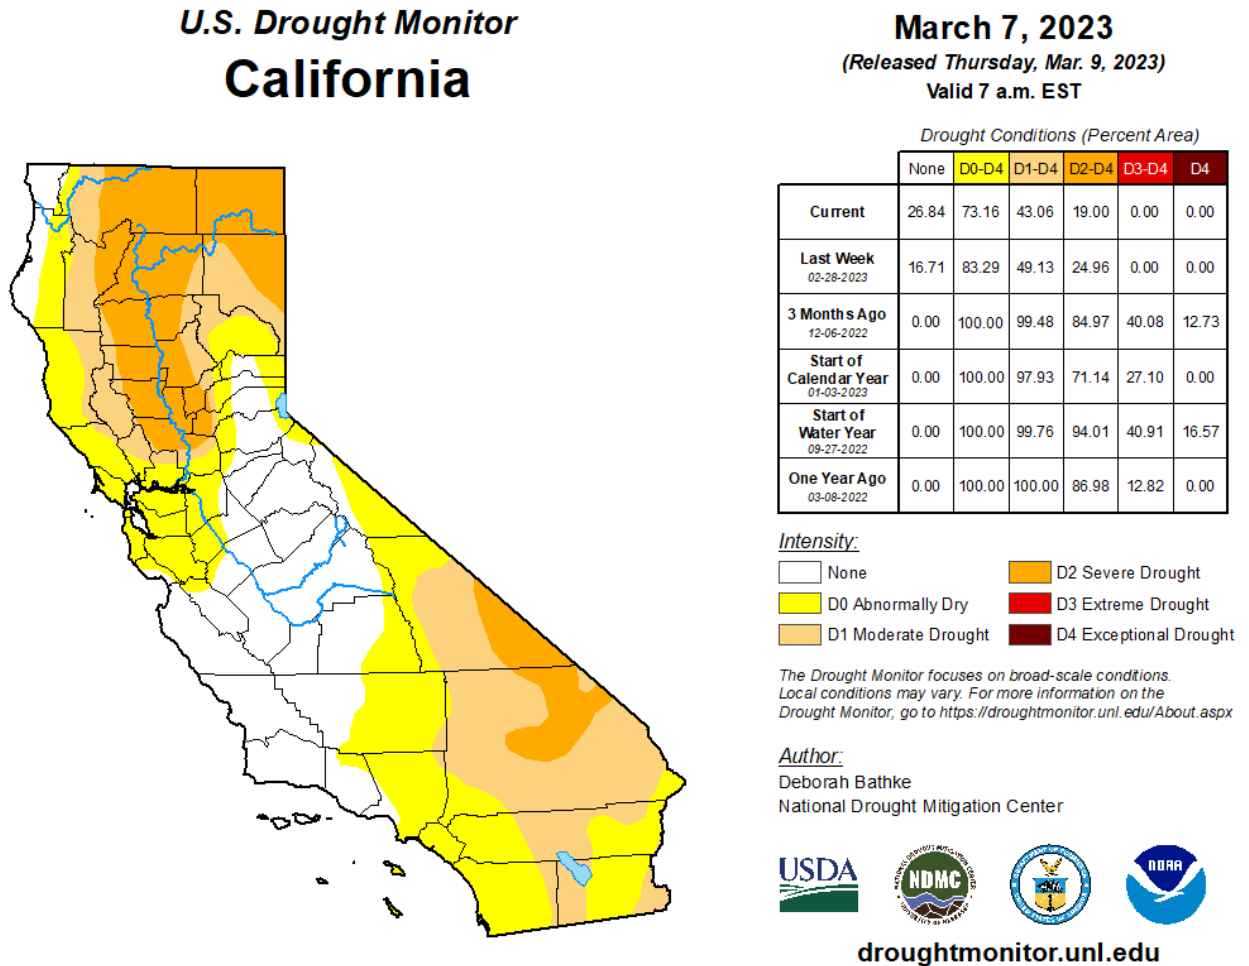 U.S. Drought Monitor
California
March 7, 2023
(Released Thursday, Mar. 9, 2023)
Valid 7 a.m. EST
Drought Conditions (Percent Area)
None D0-D4 D1-D4 D2-D4 D3-D4 D4
Current 26.84 73.16 43.06 19.00 0.00 0.00
Last Week
02-28-2023
16.71 83.29 49.13 24.96 0.00 0.00
3 Months Ago
12-06-2022
0.00 100.00 99.48 84.97 40.08 12.73
Start of
Calendar Year
01-03-2023
0.00 100.00 97.93 71.14 27.10 0.00
Start of
Water Year
09-27-2022
0.00 100.00 99.76 94.01 40.91 16.57
One Year Ago
03-08-2022
0.00 100.00 100.00 86.98 12.82 0.00
Intensity:
None
D0 Abnormally Dry
D1 Moderate Drought
D2 Severe Drought
D3 Extreme Drought
D4 Exceptional Drought
The Drought Monitor focuses on broad-scale conditions.
Local conditions may vary. For more information on the
Drought Monitor, go to https://droughtmonitor.unl.edu/About.aspx
Author:
Deborah Bathke
National Drought Mitigation Center
USDA
NDMC
NOAA
droughtmonitor.unl.edu